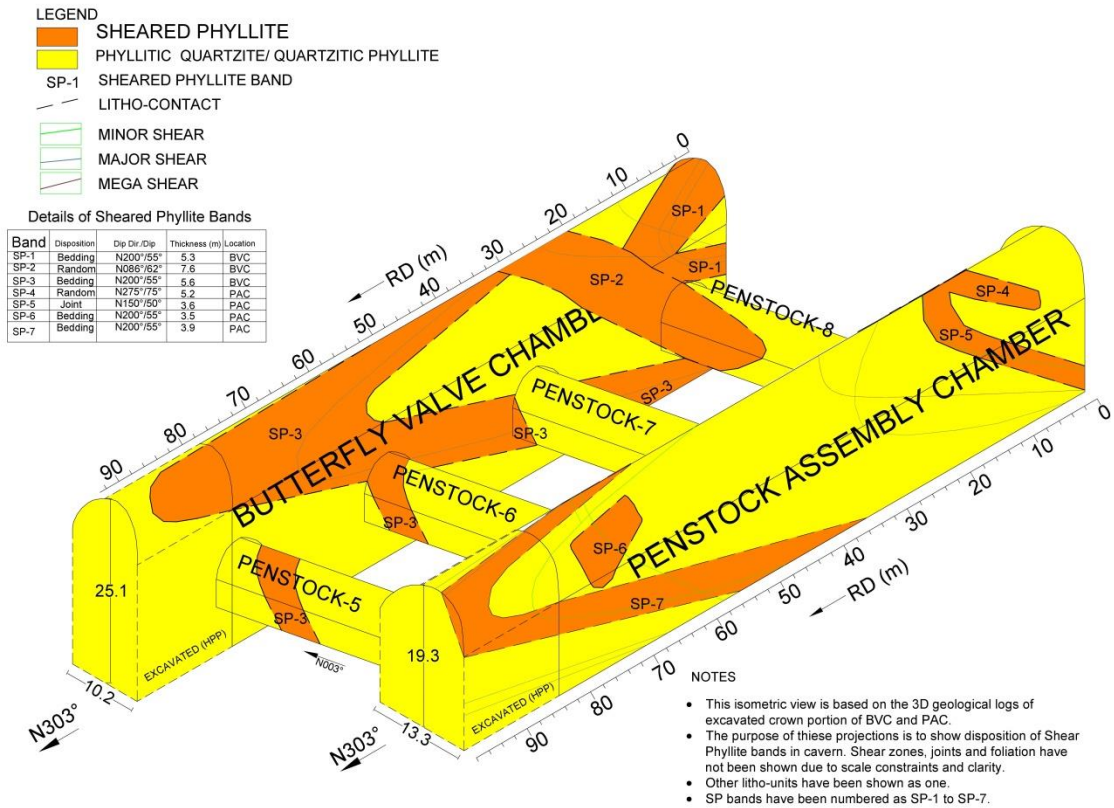 LEGEND
SHEARED PHYLLITE
PHYLLITIC QUARTZITE/ QUARTZITIC PHYLLITE
SP-1 SHEARED PHYLLITE BAND
LITHO-CONTACT
MINOR SHEAR
MAJOR SHEAR
MEGA SHEAR
Details of Sheared Phyllite Bands
Band Disposition Dip Dir./Dip Thickness (m) Location
SP-1 Bedding N200°/55° 5.3 BVC
SP-2 Random N086°/62° 7.6 BVC
SP-3 Bedding N200°/55° 5.6 BVC
SP-4 Random N275°/75° 5.2 PAC
SP-5 Joint N150°/50° 3.6 PAC
SP-6 Bedding N200°/55° 3.5 PAC
SP-7 Bedding N200°/55° 3.9 PAC
0
10
20
30
40
50
60
70
80
90
RD (m)
SP-1
SP-1
SP-2
SP-3
SP-3
SP-3
SP-3
SP-3
BUTTERFLY VALVE CHAMBE
PENSTOCK-8
PENSTOCK-7
PENSTOCK-6
PENSTOCK-5
SP-4
SP-5
SP-6
SP-7
PENSTOCK ASSEMBLY CHAMBER
0
10
20
30
40
50
60
70
80
90
RD (m)
25.1
10.2
EXCAVATED (HPP)
N303°
N003°
19.3
13.3
EXCAVATED (HPP)
N303°
NOTES
• This isometric view is based on the 3D geological logs of
excavated crown portion of BVC and PAC.
• The purpose of thiese projections is to show disposition of Shear
Phyllite bands in cavern. Shear zones, joints and foliation have
not been shown due to scale constraints and clarity.
• Other litho-units have been shown as one.
• SP bands have been numbered as SP-1 to SP-7.